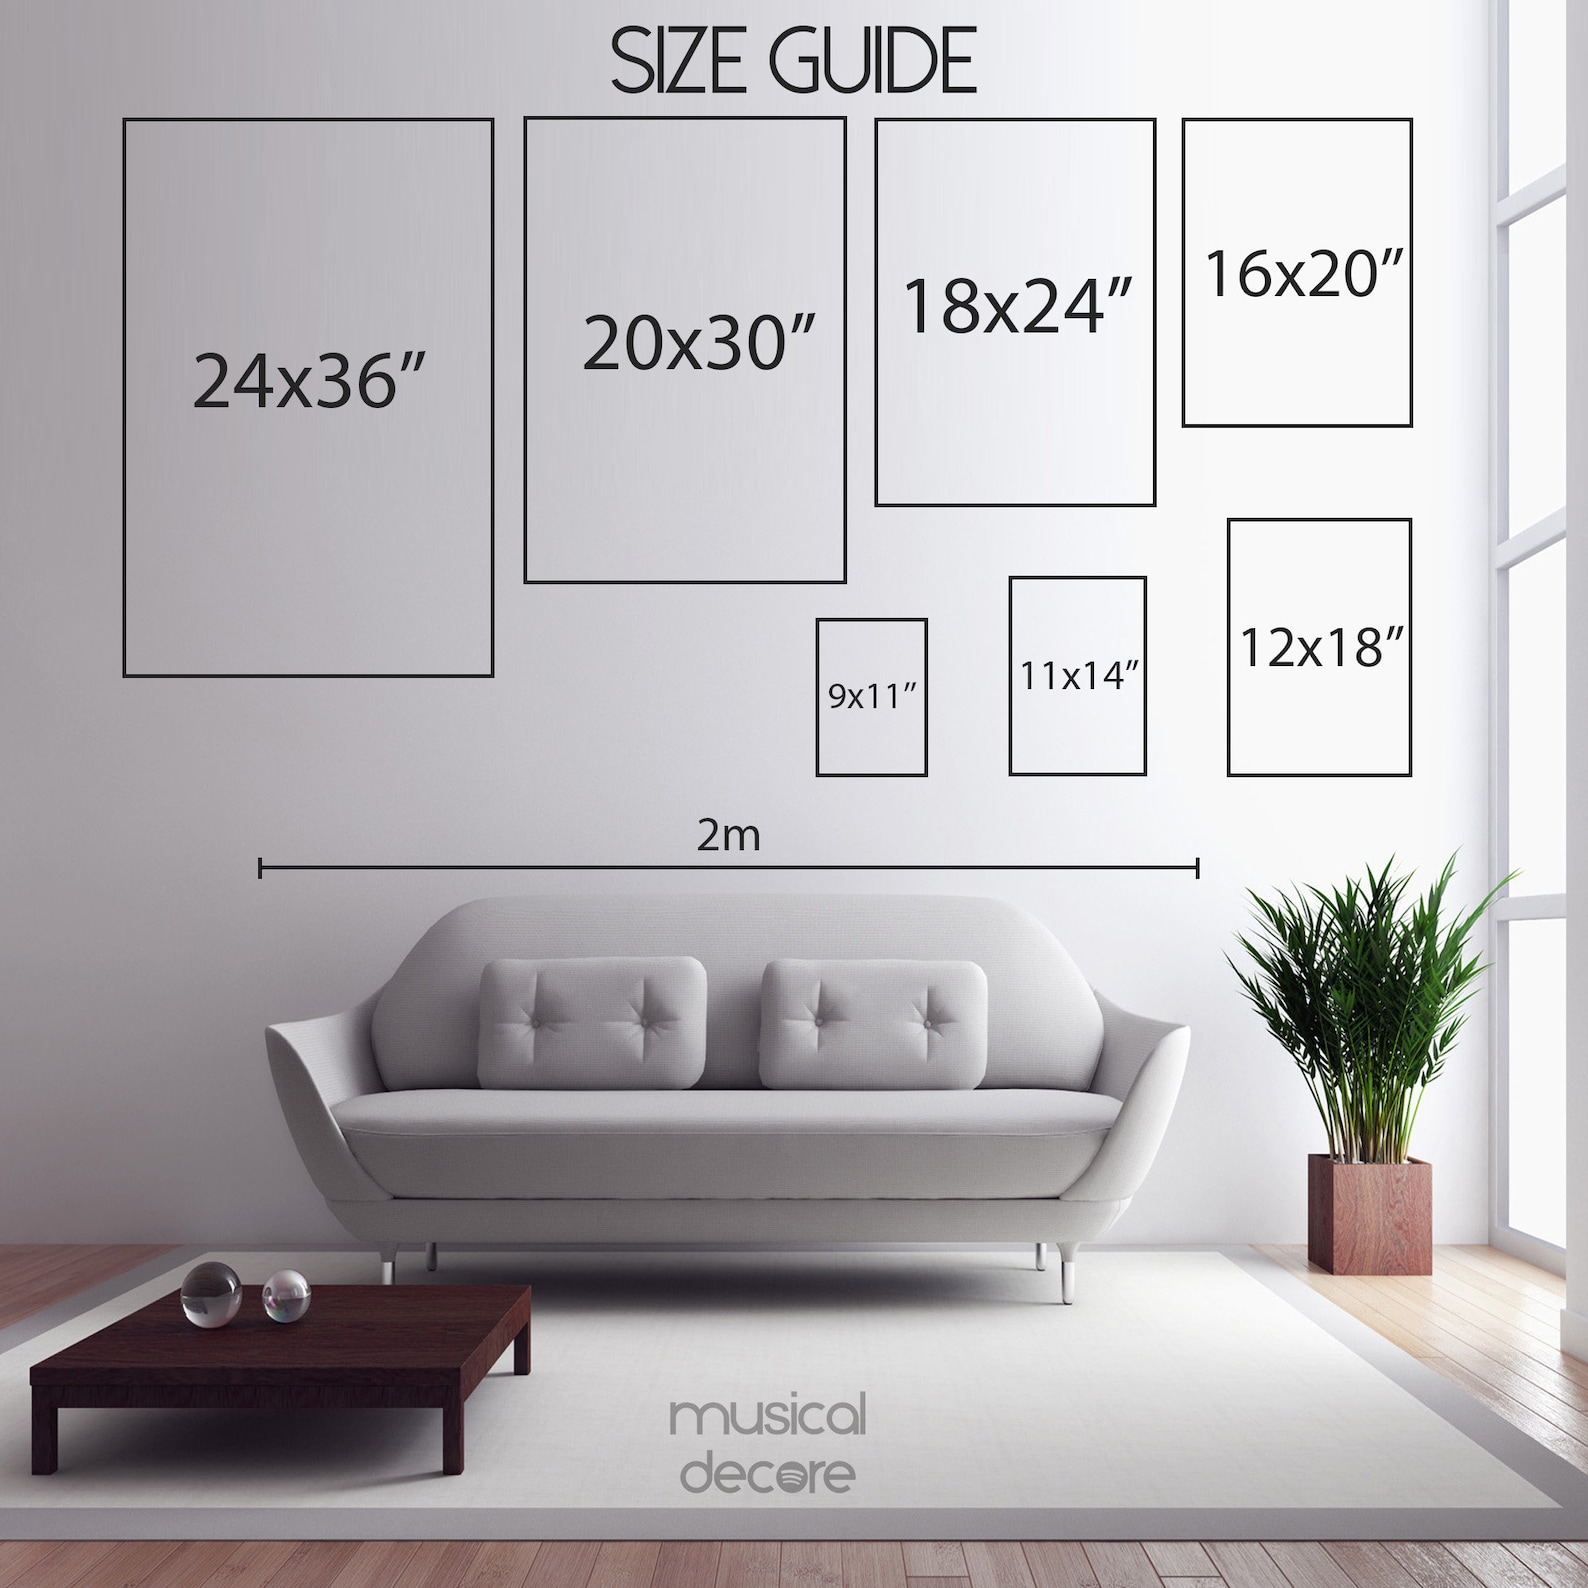 SIZE GUIDE
24x36”
20x30”
18x24”
16x20”
9x11”
11x14”
12x18”
2m
musical
decore